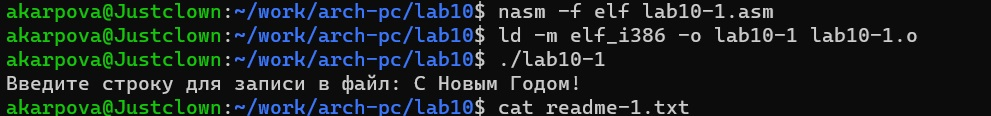 akarpova@Justclown:~/work/arch-pc/lab10$ nasm -f elf lab10-1.asm
akarpova@Justclown:~/work/arch-pc/lab10$ ld -m elf_i386 -o lab10-1 lab10-1.o
akarpova@Justclown:~/work/arch-pc/lab10$ ./lab10-1
Введите строку для записи в файл: С Новым Годом!
akarpova@Justclown:~/work/arch-pc/lab10$ cat readme-1.txt